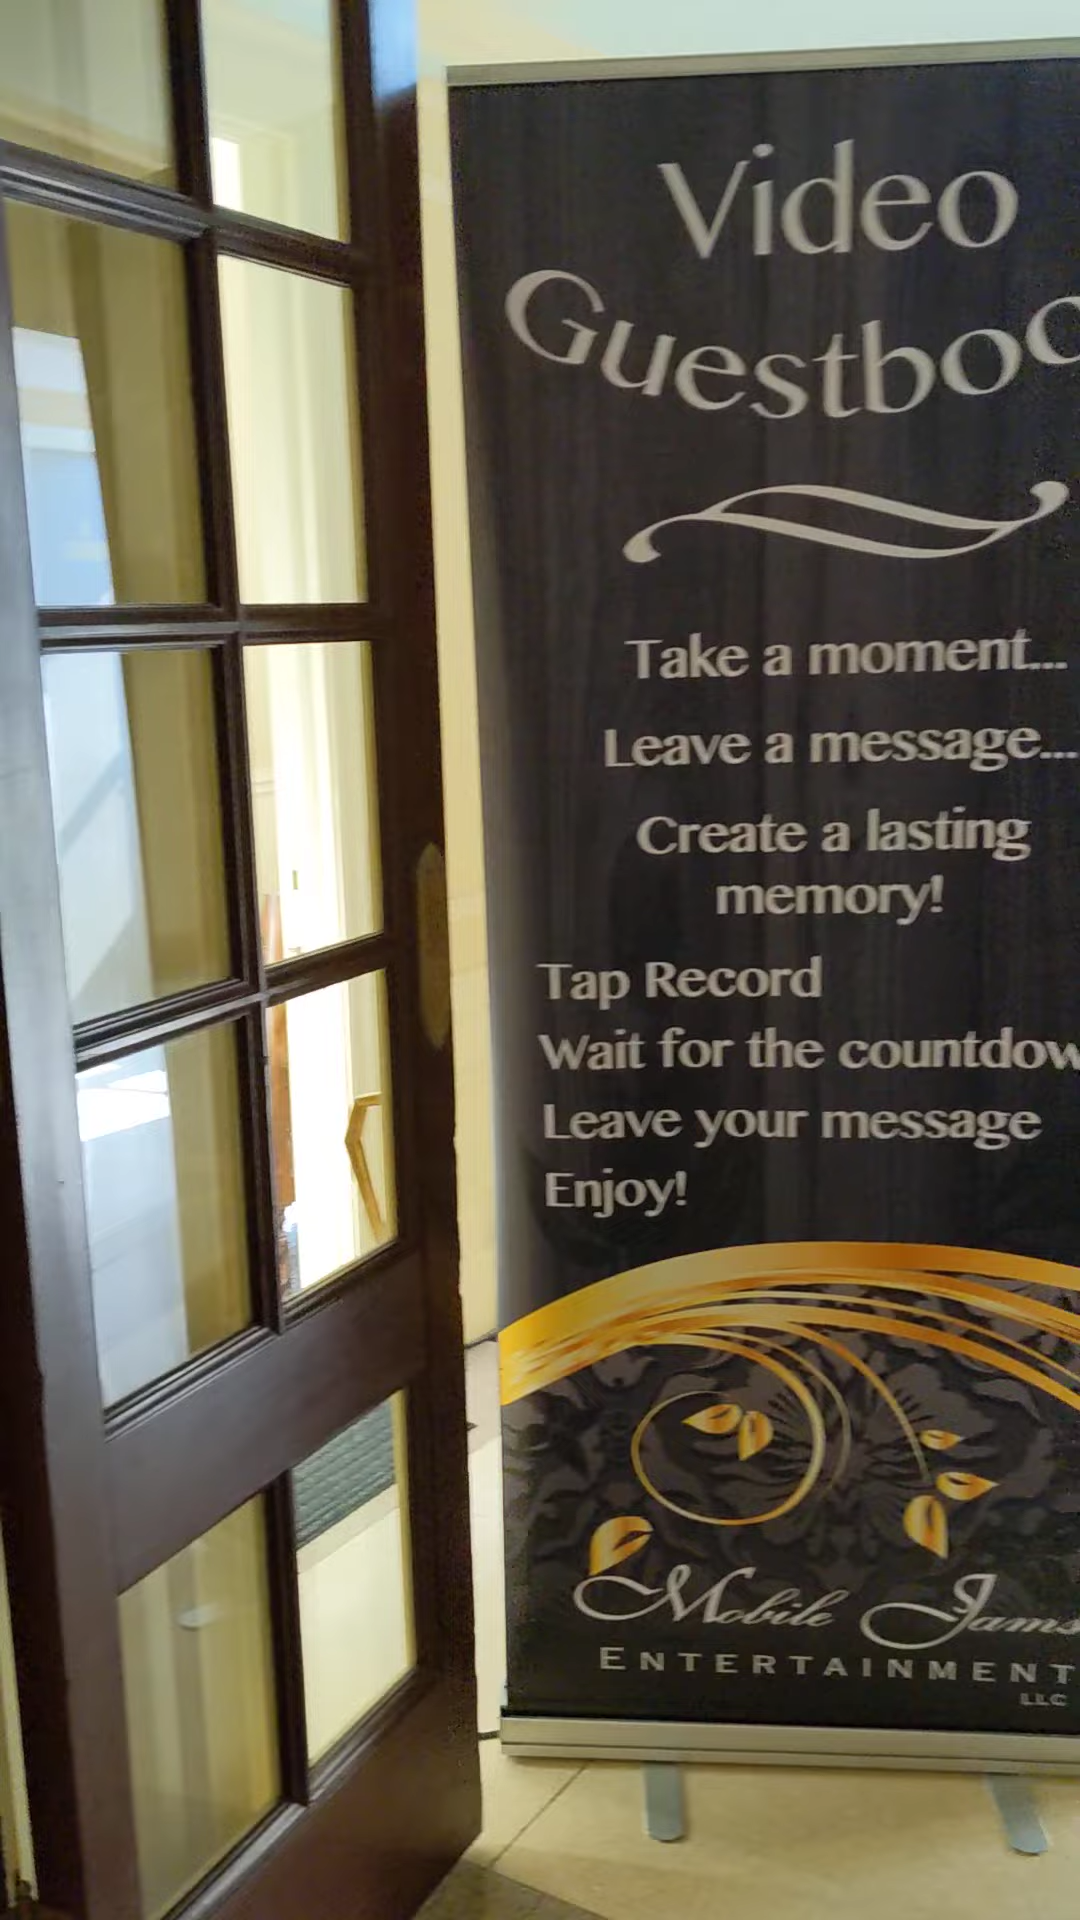 Video
Guestboo
Take a moment...
Leave a message...
Create a lasting
memory!
Tap Record
Wait for the countdow
Leave your message
Enjoy!
Mobile Jams
ENTERTAINMENT
LLC